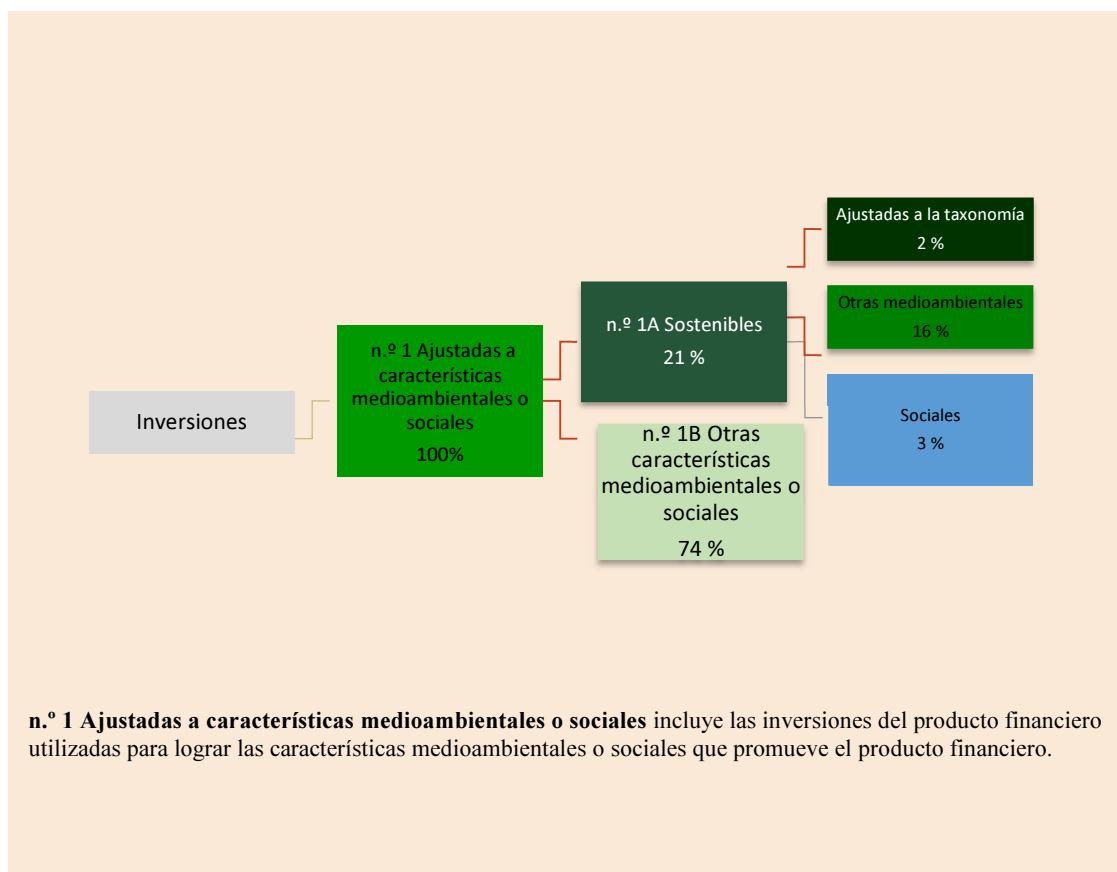 Inversiones
n.º 1 Ajustadas a
características
medioambientales o
sociales
100%
n.º 1A Sostenibles
21 %
n.º 1B Otras
características
medioambientales o
sociales
74 %
Ajustadas a la taxonomía
2 %
Otras medioambientales
16 %
Sociales
3 %
n.º 1 Ajustadas a características medioambientales o sociales incluye las inversiones del producto financiero
utilizadas para lograr las características medioambientales o sociales que promueve el producto financiero.